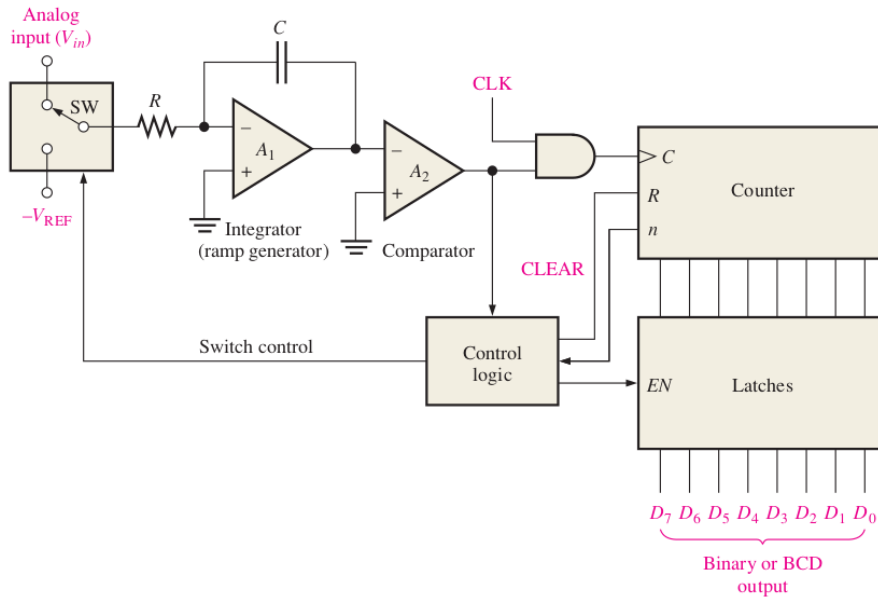 Analog
input (V_in)
SW
R
C
−
+
A_1
Integrator
(ramp generator)
−
+
A_2
Comparator
−V_REF
CLK
C
R
n
Counter
CLEAR
Switch control
Control
logic
EN
Latches
D_7 D_6 D_5 D_4 D_3 D_2 D_1 D_0
Binary or BCD
output